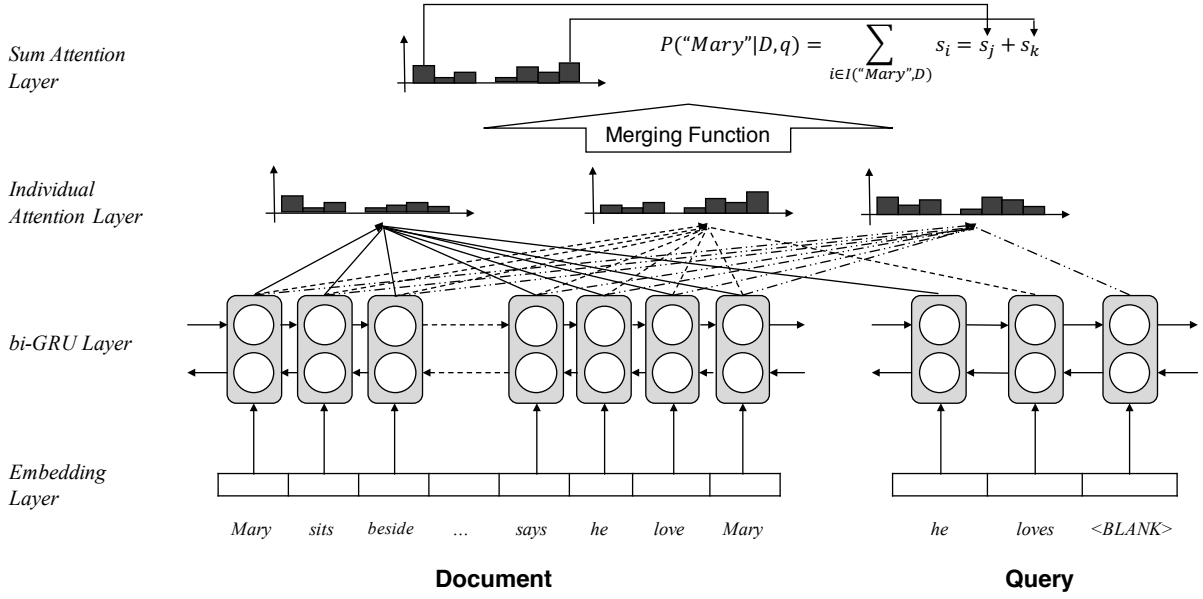 Sum Attention
Layer
P(“Mary”|D,q) = ∑ s_i = s_j + s_k
i∈I(“Mary”,D)
Merging Function
Individual
Attention Layer
bi-GRU Layer
Embedding
Layer
Mary sits beside ... says he love Mary he loves <BLANK>
Document Query